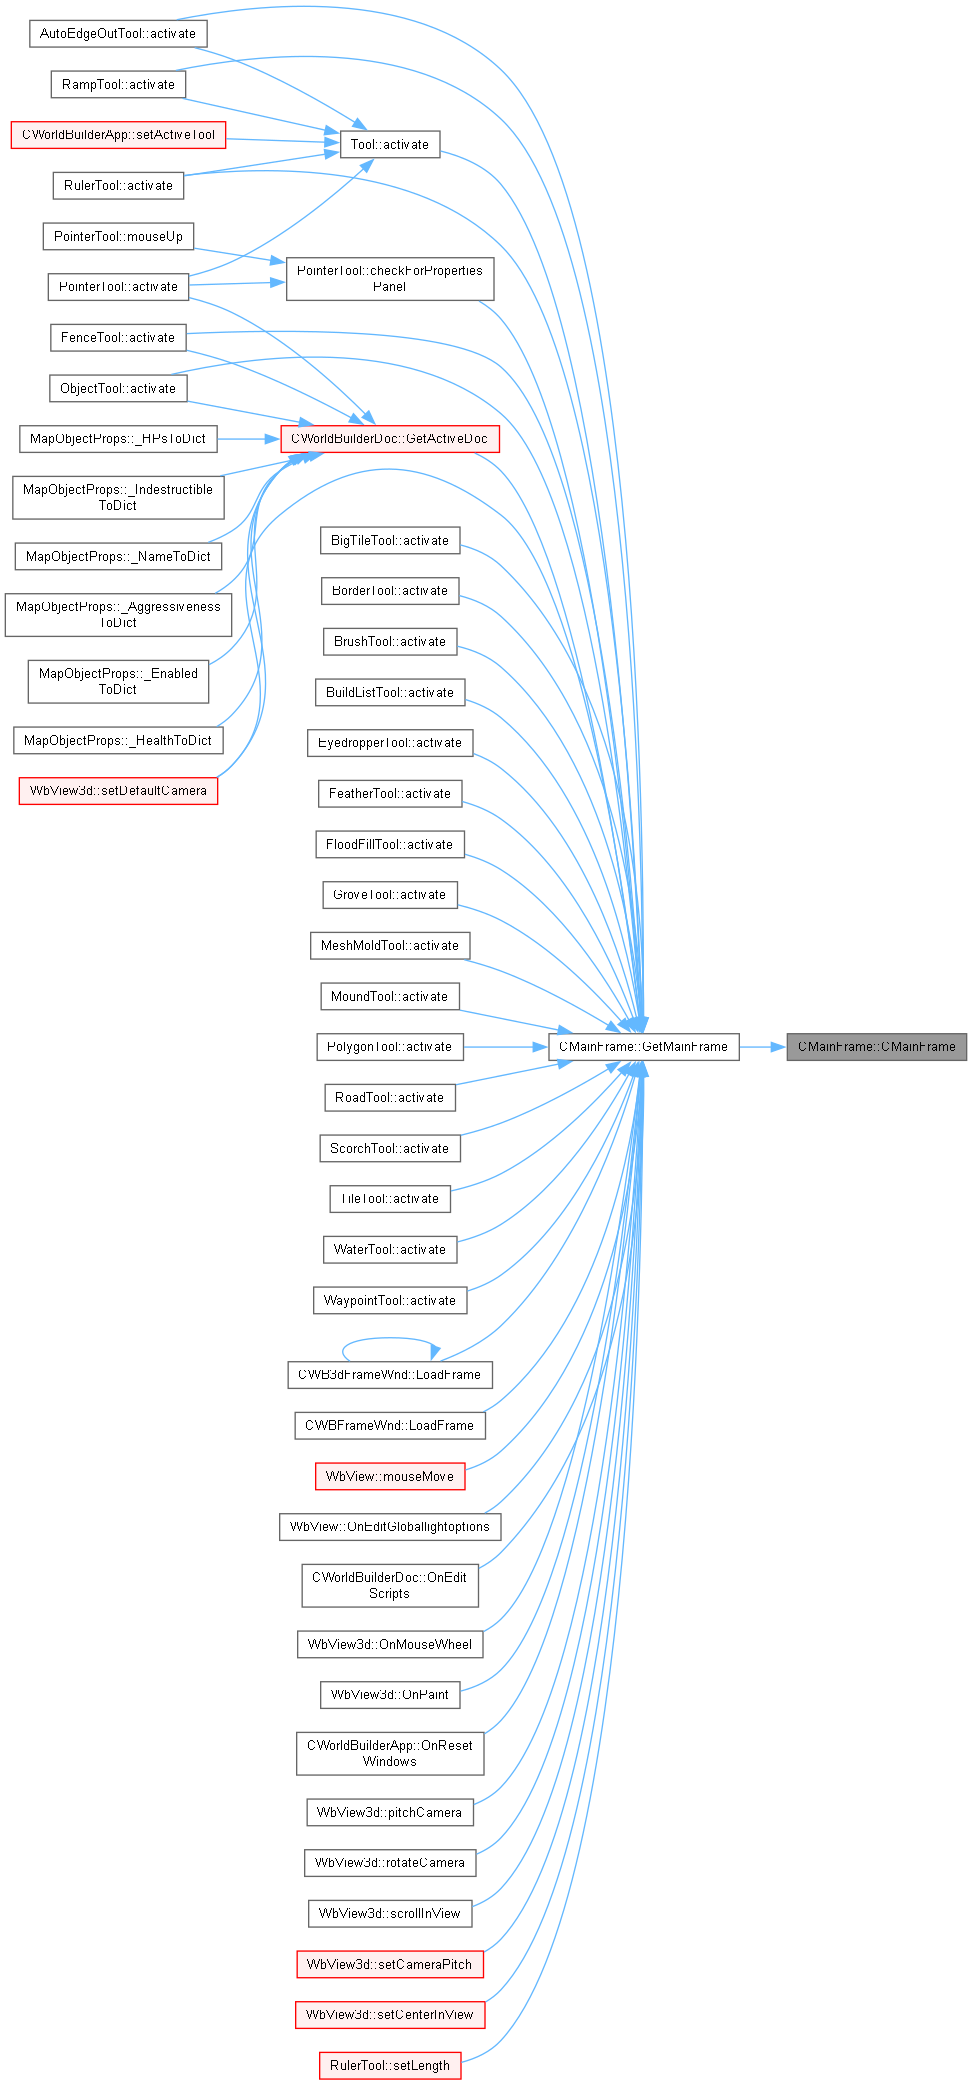 AutoEdgeOutTool::activate
RampTool::activate
CWorldBuilderApp::setActiveTool
Tool::activate
RulerTool::activate
PointerTool::mouseUp
PointerTool::checkForProperties
Panel
PointerTool::activate
FenceTool::activate
ObjectTool::activate
MapObjectProps::_HPsToDict
CWorldBuilderDoc::GetActiveDoc
MapObjectProps::_Indestructible
ToDict
MapObjectProps::_NameToDict
MapObjectProps::_Aggressiveness
ToDict
MapObjectProps::_Enabled
ToDict
MapObjectProps::_HealthToDict
WbView3d::setDefaultCamera
BigTileTool::activate
BorderTool::activate
BrushTool::activate
BuildListTool::activate
EyedropperTool::activate
FeatherTool::activate
FloodFillTool::activate
GroveTool::activate
MeshMoldTool::activate
MoundTool::activate
PolygonTool::activate
CMainFrame::GetMainFrame
CMainFrame::CMainFrame
RoadTool::activate
ScorchTool::activate
TileTool::activate
WaterTool::activate
WaypointTool::activate
CWB3dFrameWnd::LoadFrame
CWBFrameWnd::LoadFrame
WbView::mouseMove
WbView::OnEditGloballightoptions
CWorldBuilderDoc::OnEdit
Scripts
WbView3d::OnMouseWheel
WbView3d::OnPaint
CWorldBuilderApp::OnReset
Windows
WbView3d::pitchCamera
WbView3d::rotateCamera
WbView3d::scrollInView
WbView3d::setCameraPitch
WbView3d::setCenterInView
RulerTool::setLength